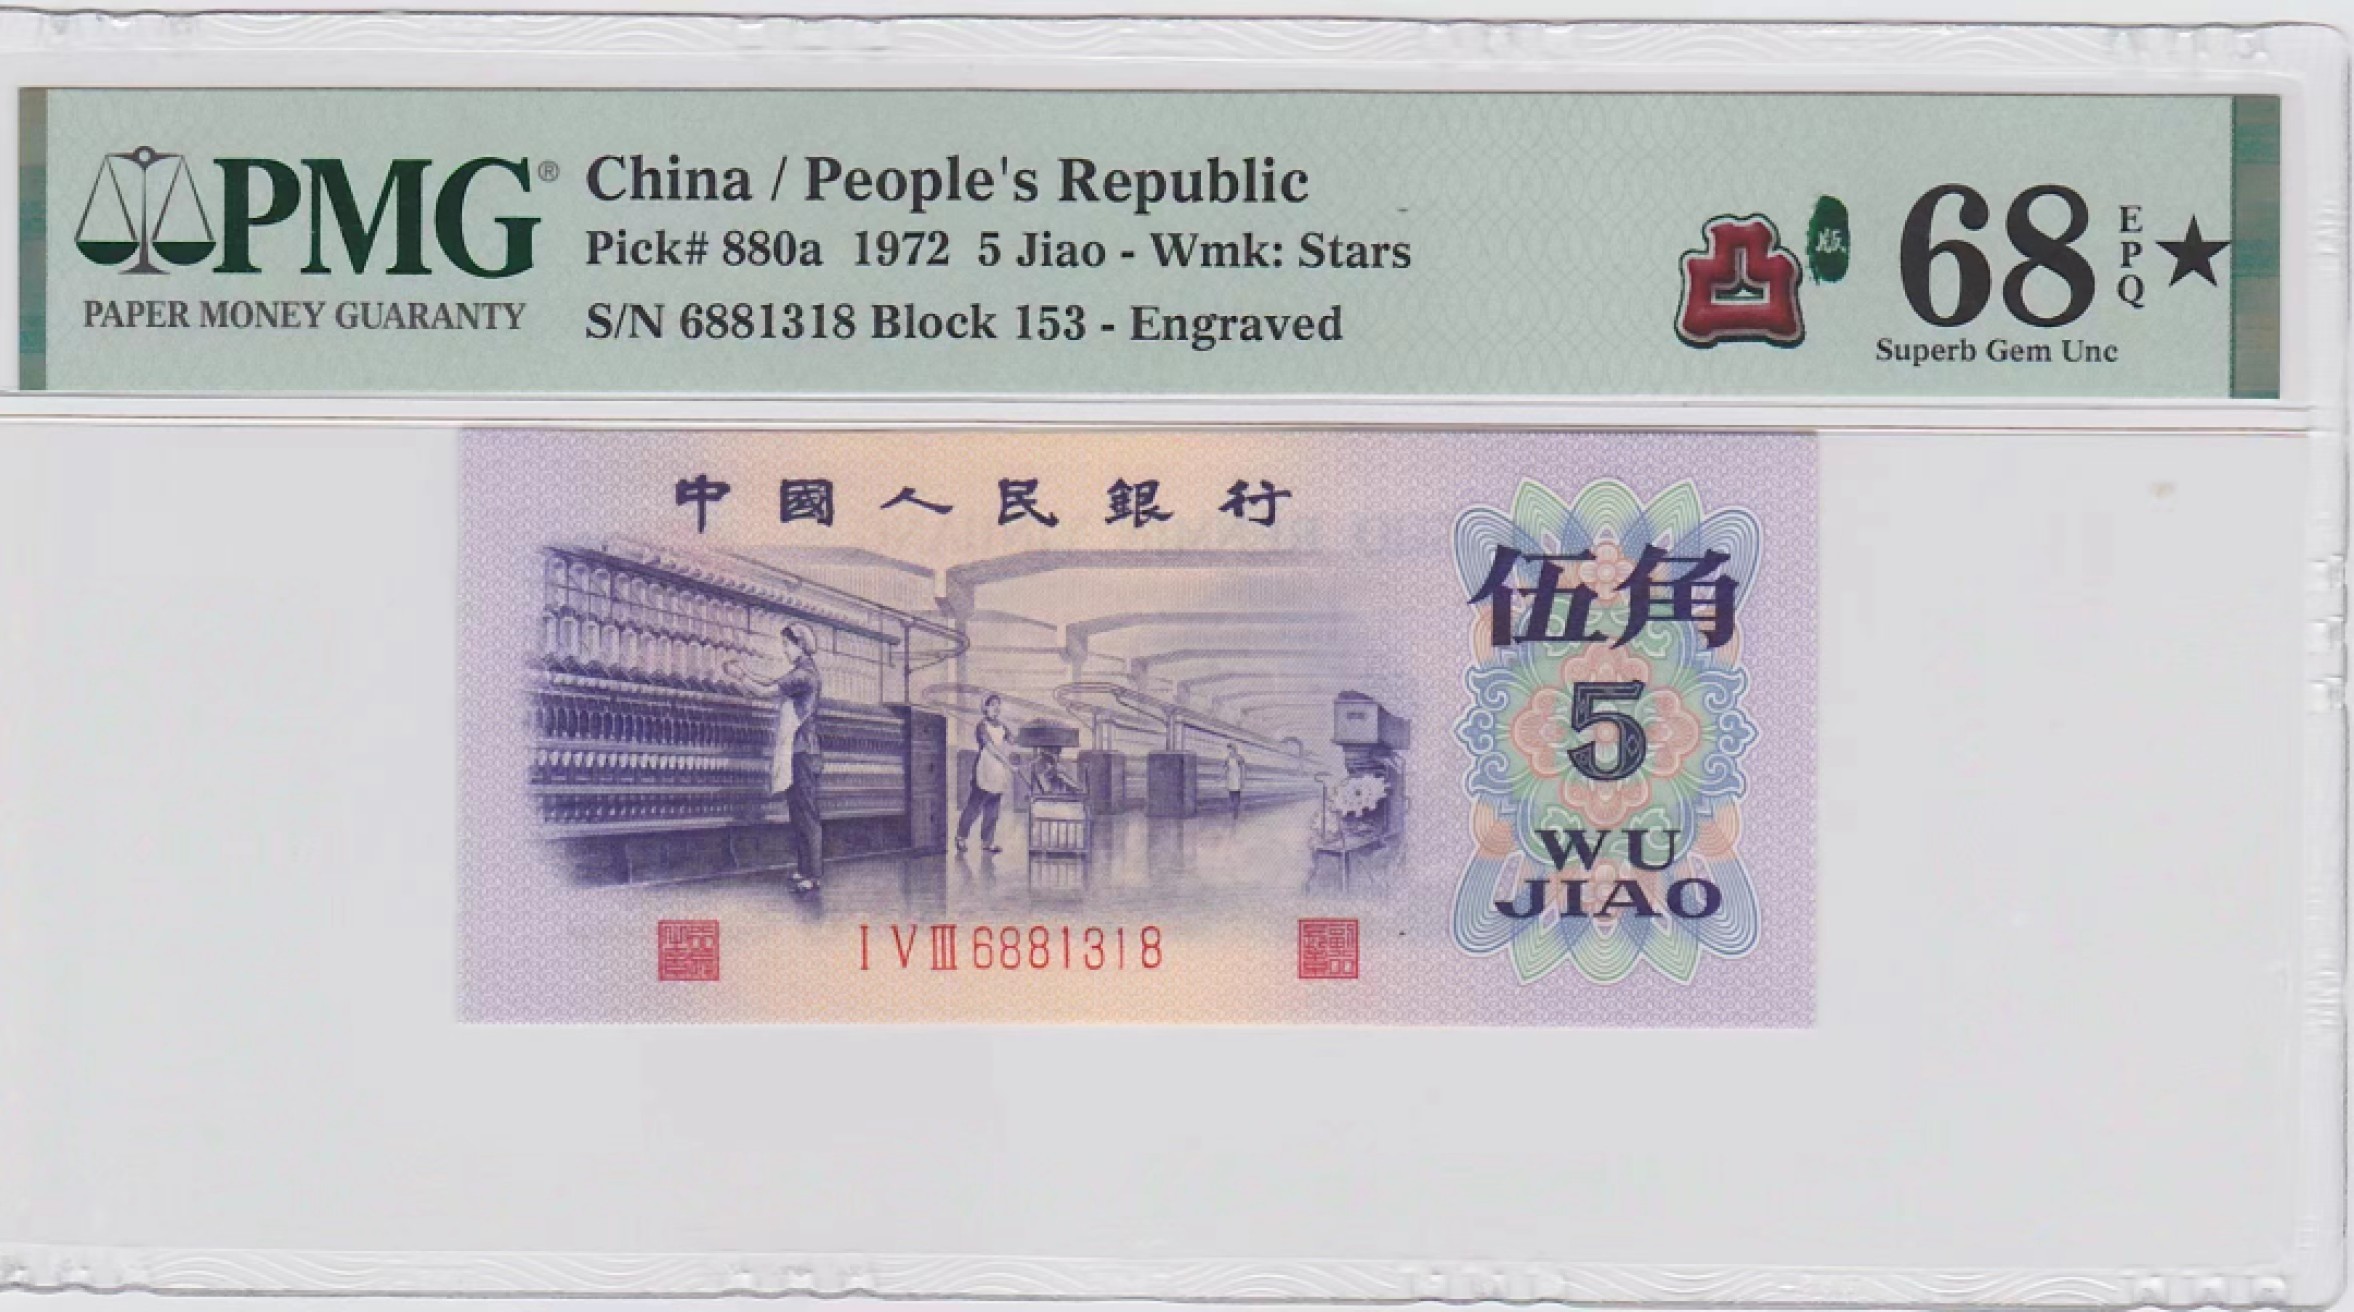 PMG®
PAPER MONEY GUARANTY
China / People's Republic
Pick# 880a 1972 5 Jiao - Wmk: Stars
S/N 6881318 Block 153 - Engraved
凸版
68 EPQ ★
Superb Gem Unc
中國人民銀行
伍角
5
WU
JIAO
I V III 6881318